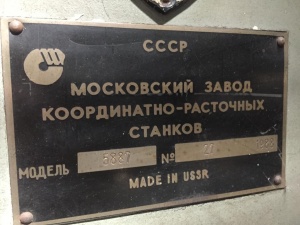 СССР
МОСКОВСКИЙ ЗАВОД
КООРДИНАТНО-РАСТОЧНЫХ
СТАНКОВ
МОДЕЛЬ №
MADE IN USSR